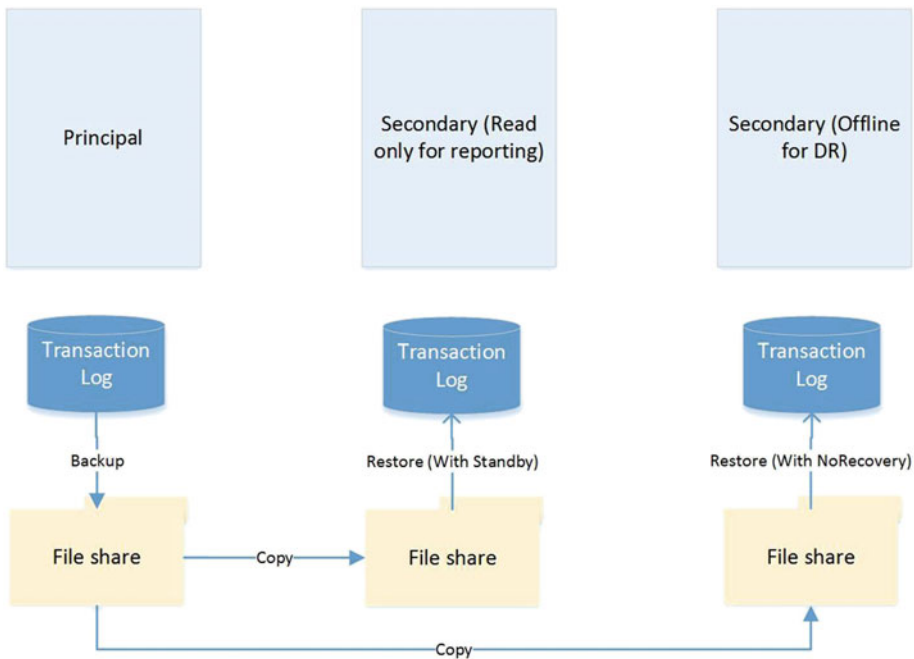 Principal
Secondary (Read
only for reporting)
Secondary (Offline
for DR)
Transaction
Log
Transaction
Log
Transaction
Log
Backup
Restore (With Standby)
Restore (With NoRecovery)
File share
Copy
File share
File share
Copy